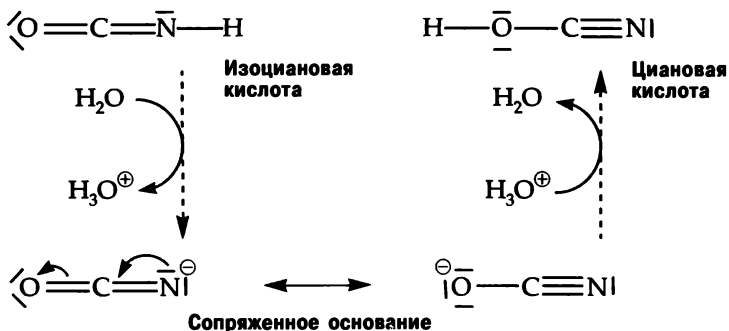 |O=C=N̄—H
H—O̲̅—C≡N|
Изоциановая
кислота
Циановая
кислота
H₂O
H₃O⊕
H₂O
H₃O⊕
|O=C=N̄|⊖
⊖|O̲̅—C≡N|
Сопряженное основание